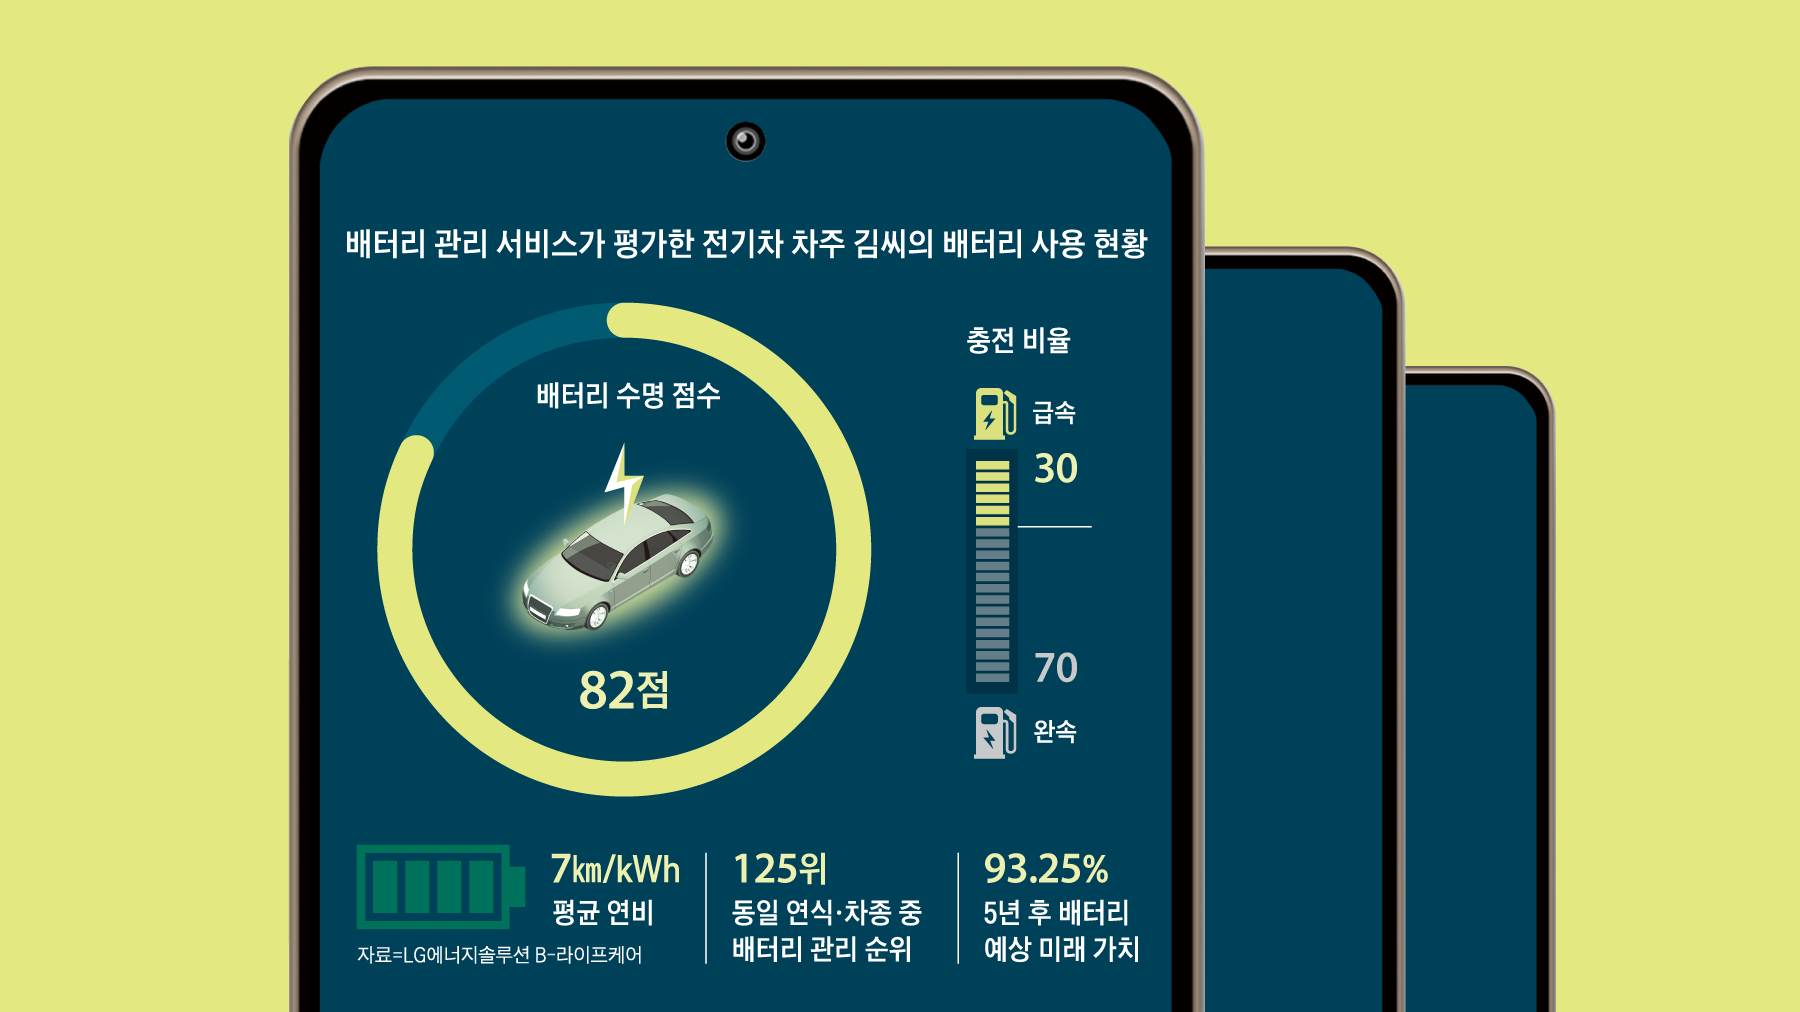 배터리 관리 서비스가 평가한 전기차 차주 김씨의 배터리 사용 현황
배터리 수명 점수
82점
충전 비율
급속
30
70
완속
7km/kWh
평균 연비
125위
동일 연식·차종 중
배터리 관리 순위
93.25%
5년 후 배터리
예상 미래 가치
자료=LG에너지솔루션 B-라이프케어